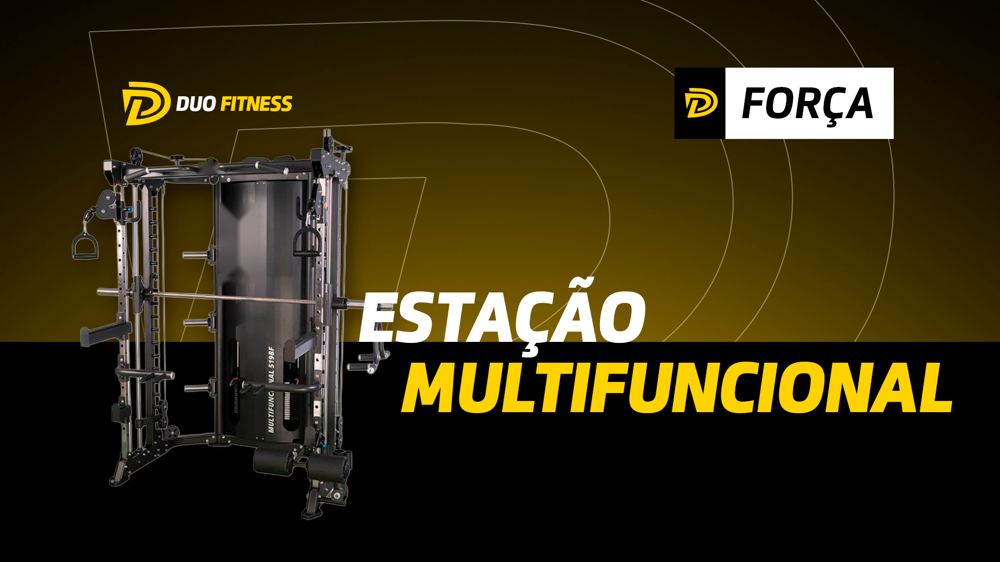 DUO FITNESS
FORÇA
ESTAÇÃO
MULTIFUNCIONAL
MULTIFUNCIONAL 519BF